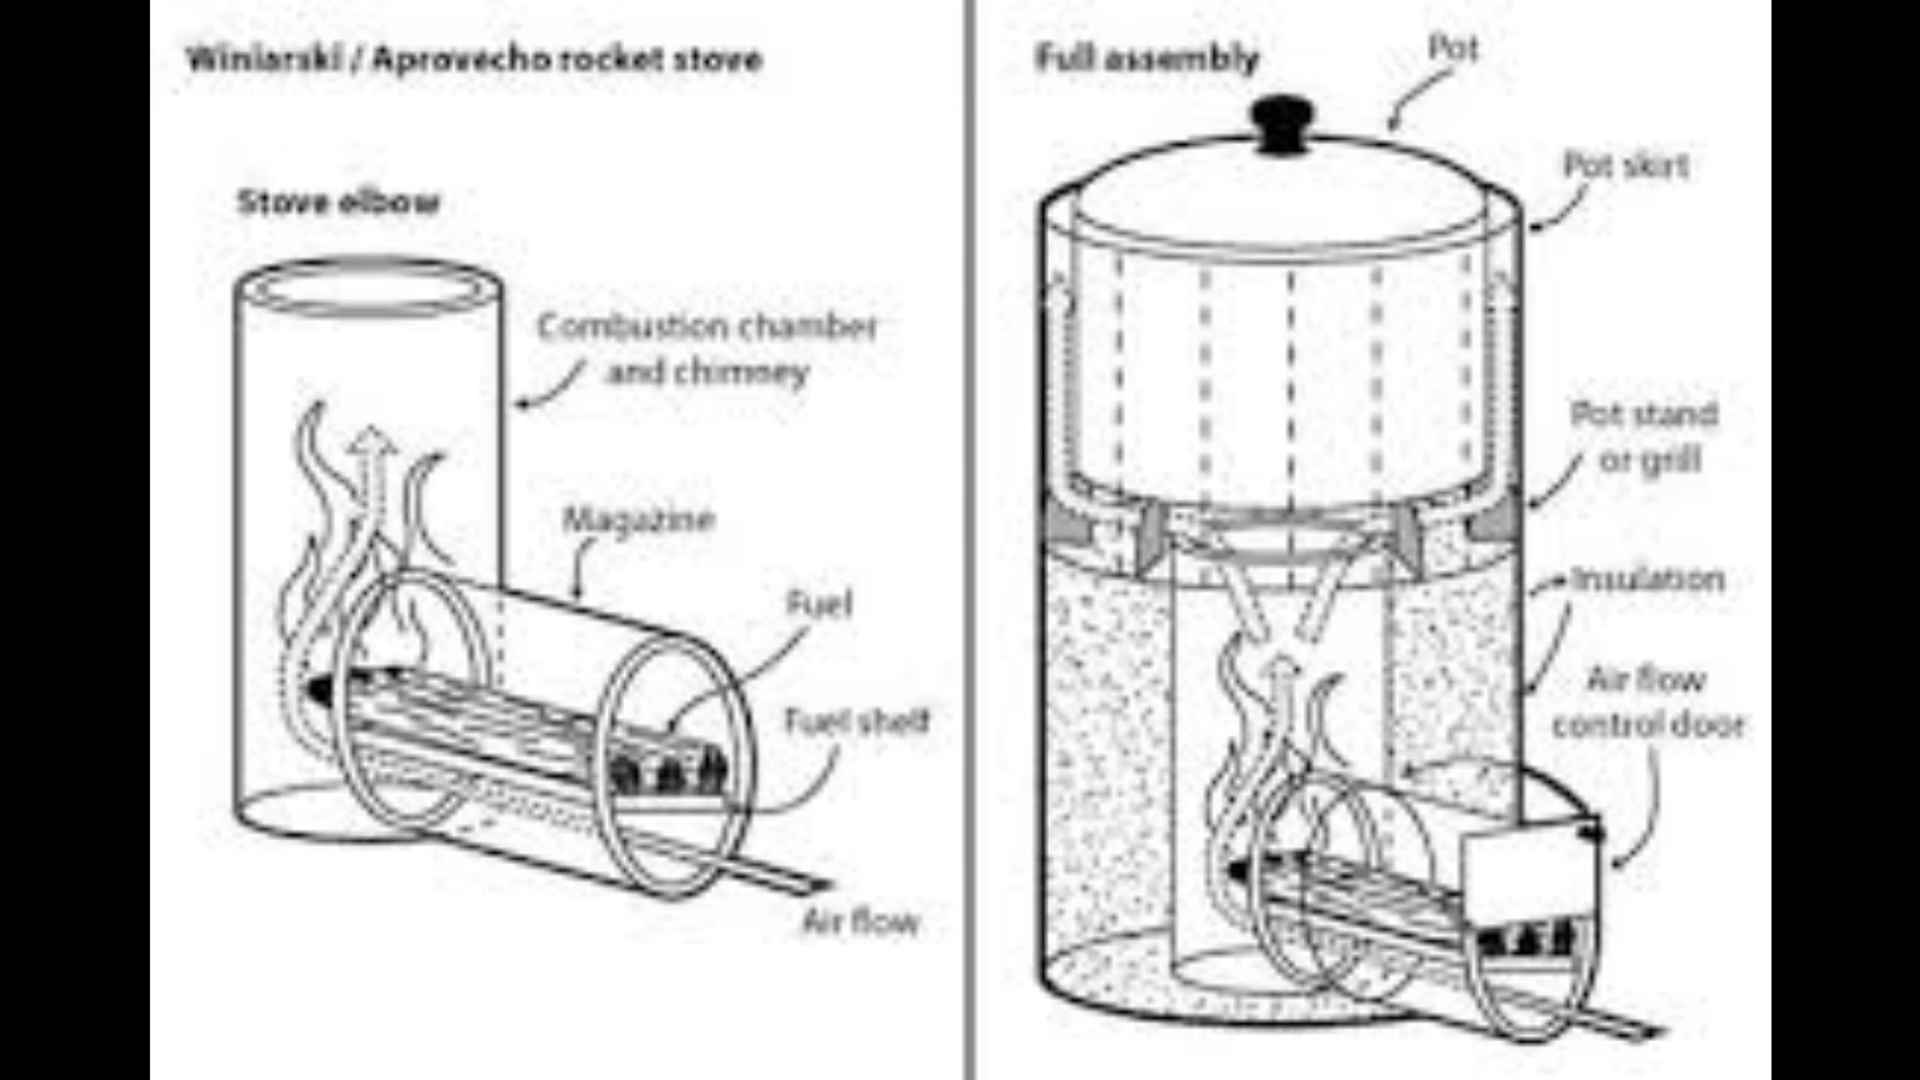 Winiarski / Aprovecho rocket stove
Stove elbow
Combustion chamber
and chimney
Magazine
Fuel
Fuel shelf
Air flow
Full assembly
Pot
Pot skirt
Pot stand
or grill
Insulation
Air flow
control door